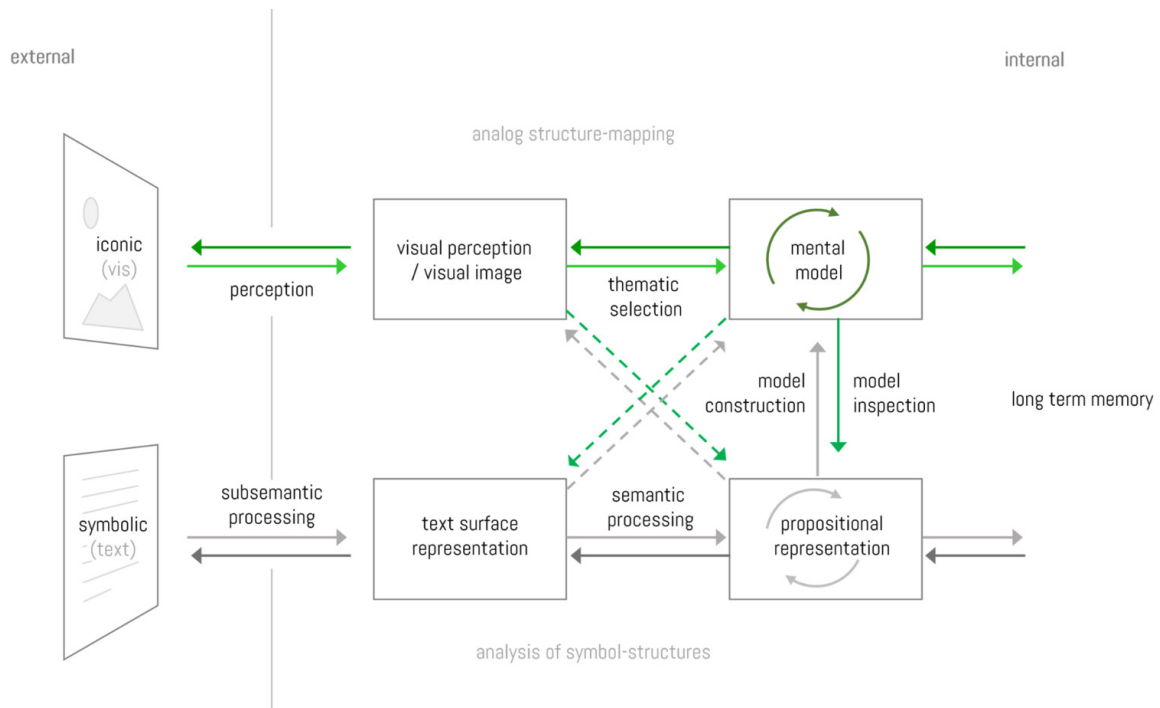 external
internal
analog structure-mapping
iconic
(vis)
perception
visual perception
/ visual image
thematic
selection
mental
model
model
construction
model
inspection
long term memory
symbolic
(text)
subsemantic
processing
text surface
representation
semantic
processing
propositional
representation
analysis of symbol-structures